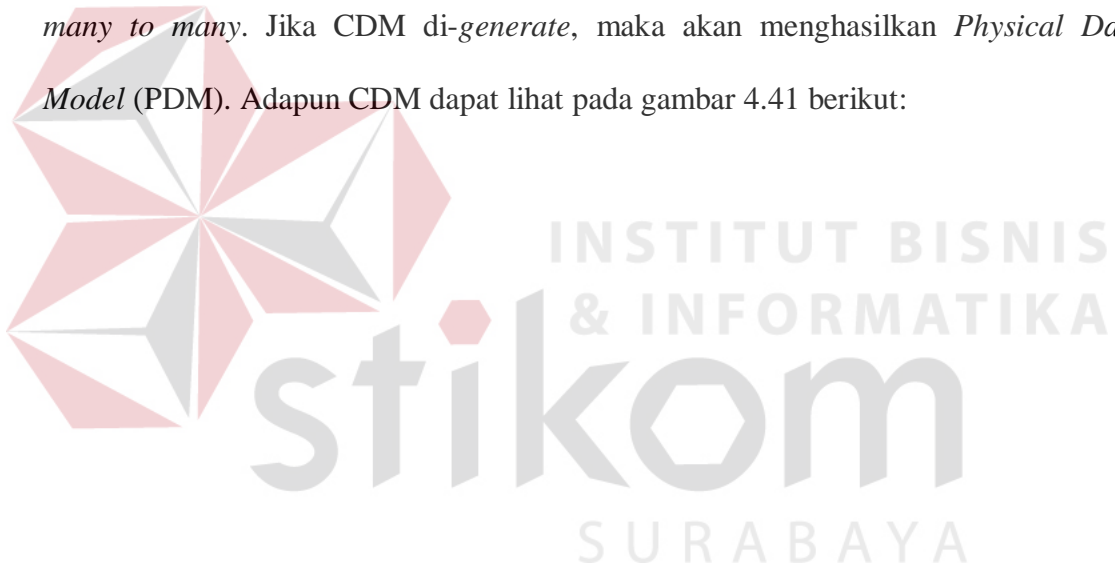 many to many. Jika CDM di-generate, maka akan menghasilkan Physical Da
Model (PDM). Adapun CDM dapat lihat pada gambar 4.41 berikut:
INSTITUT BISNIS
& INFORMATIKA
stikom
SURABAYA